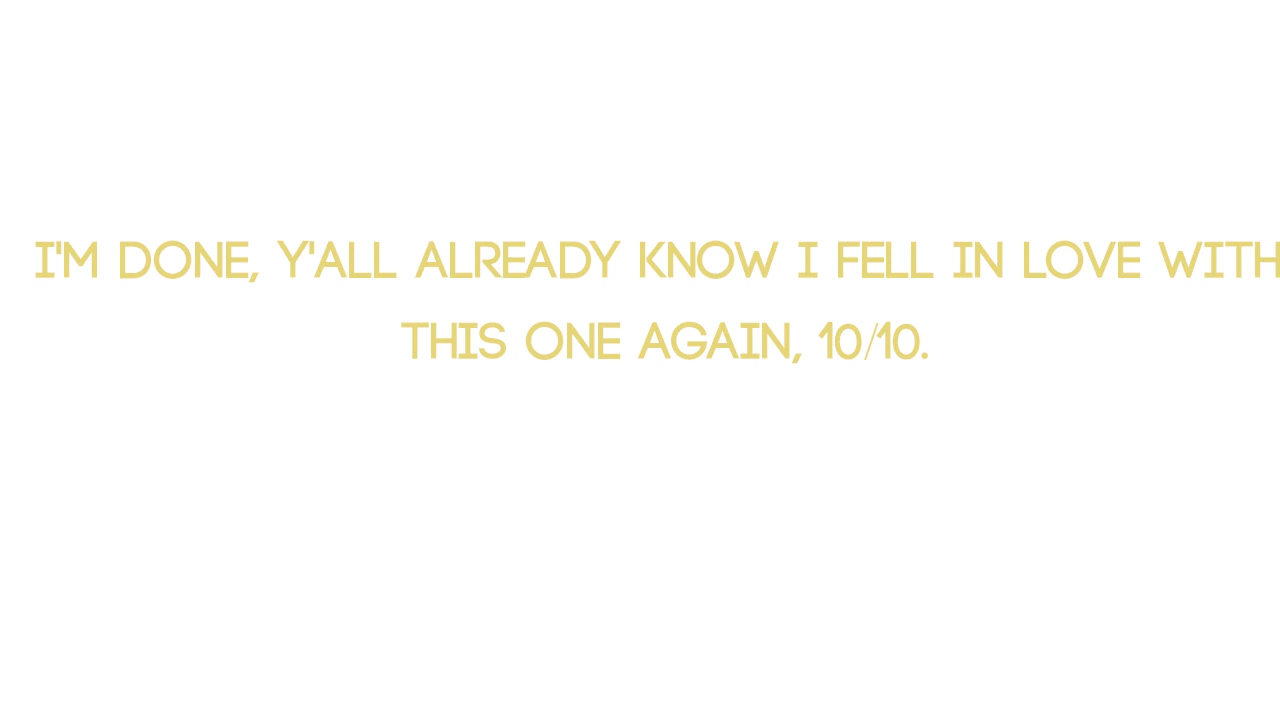 I'M DONE, Y'ALL ALREADY KNOW I FELL IN LOVE WITH
THIS ONE AGAIN, 10/10.